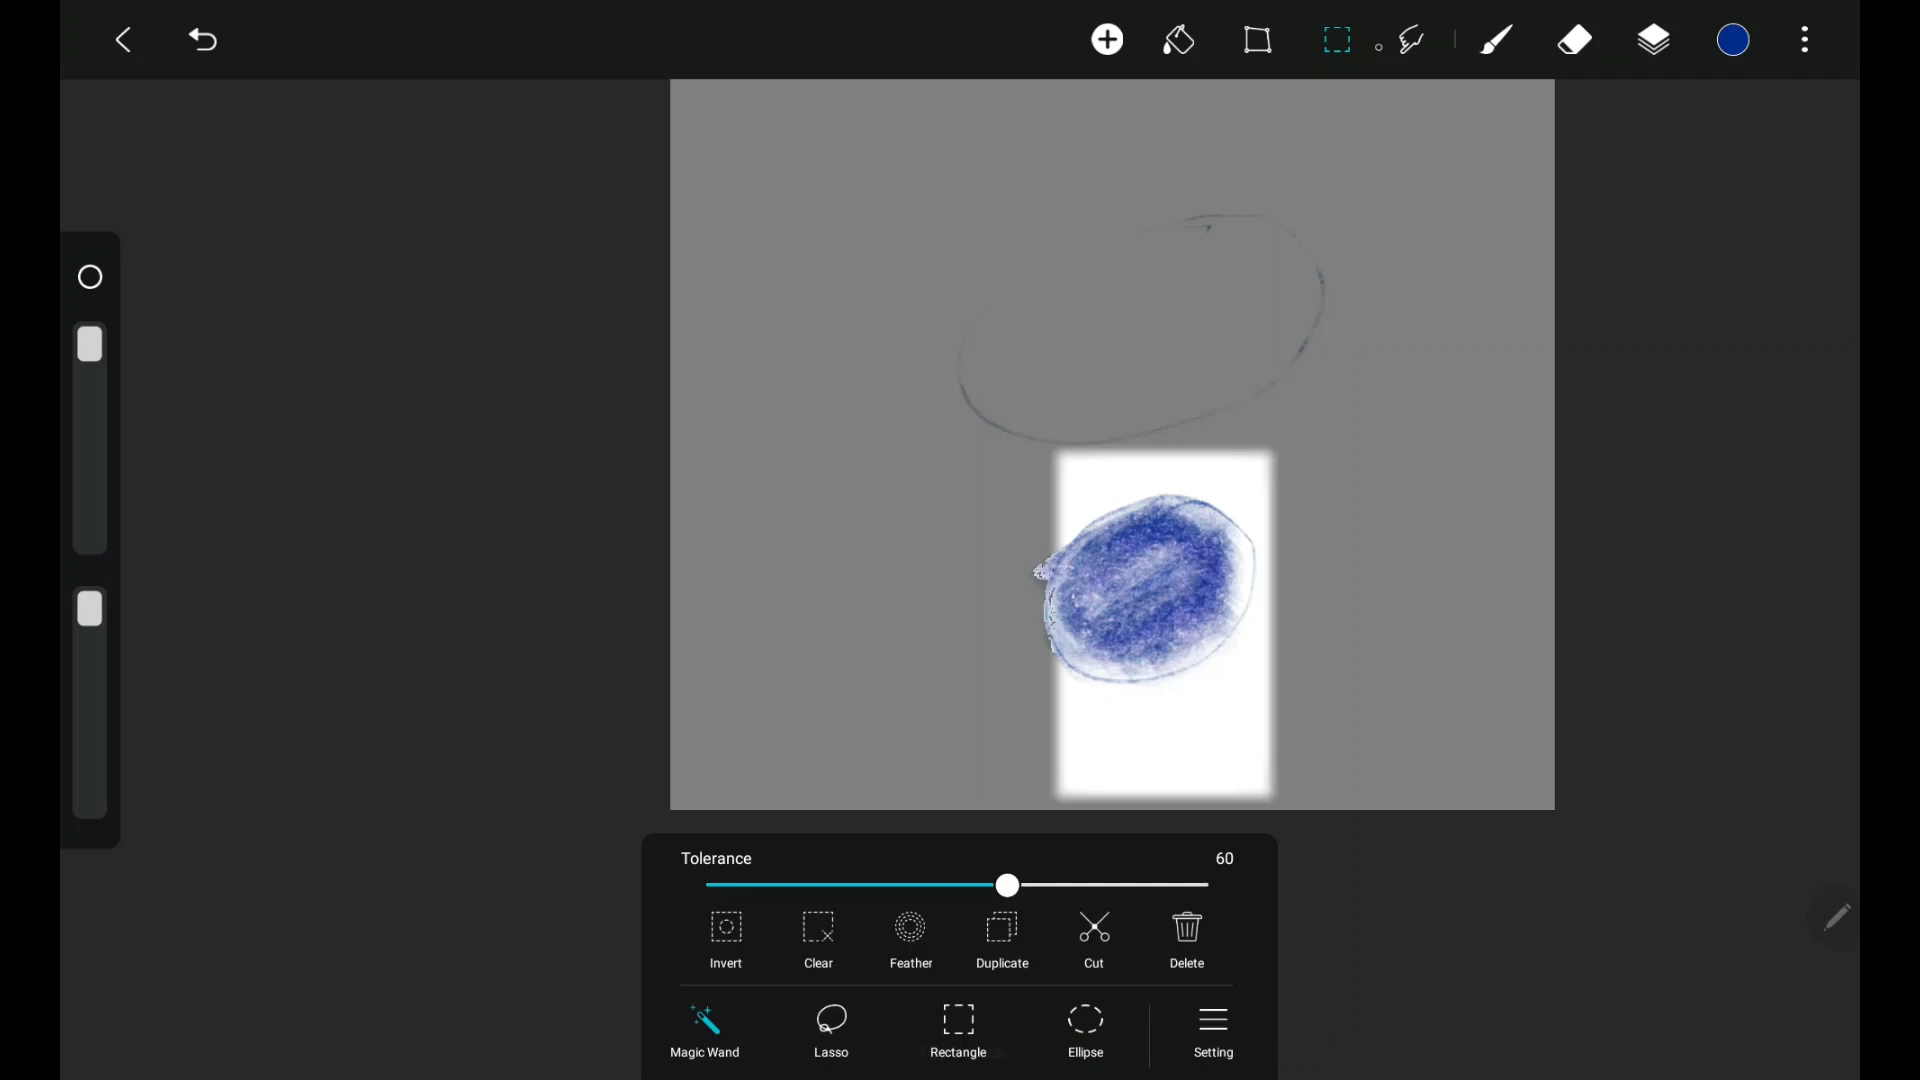 Tolerance 60
Invert Clear Feather Duplicate Cut Delete
Magic Wand Lasso Rectangle Ellipse Setting